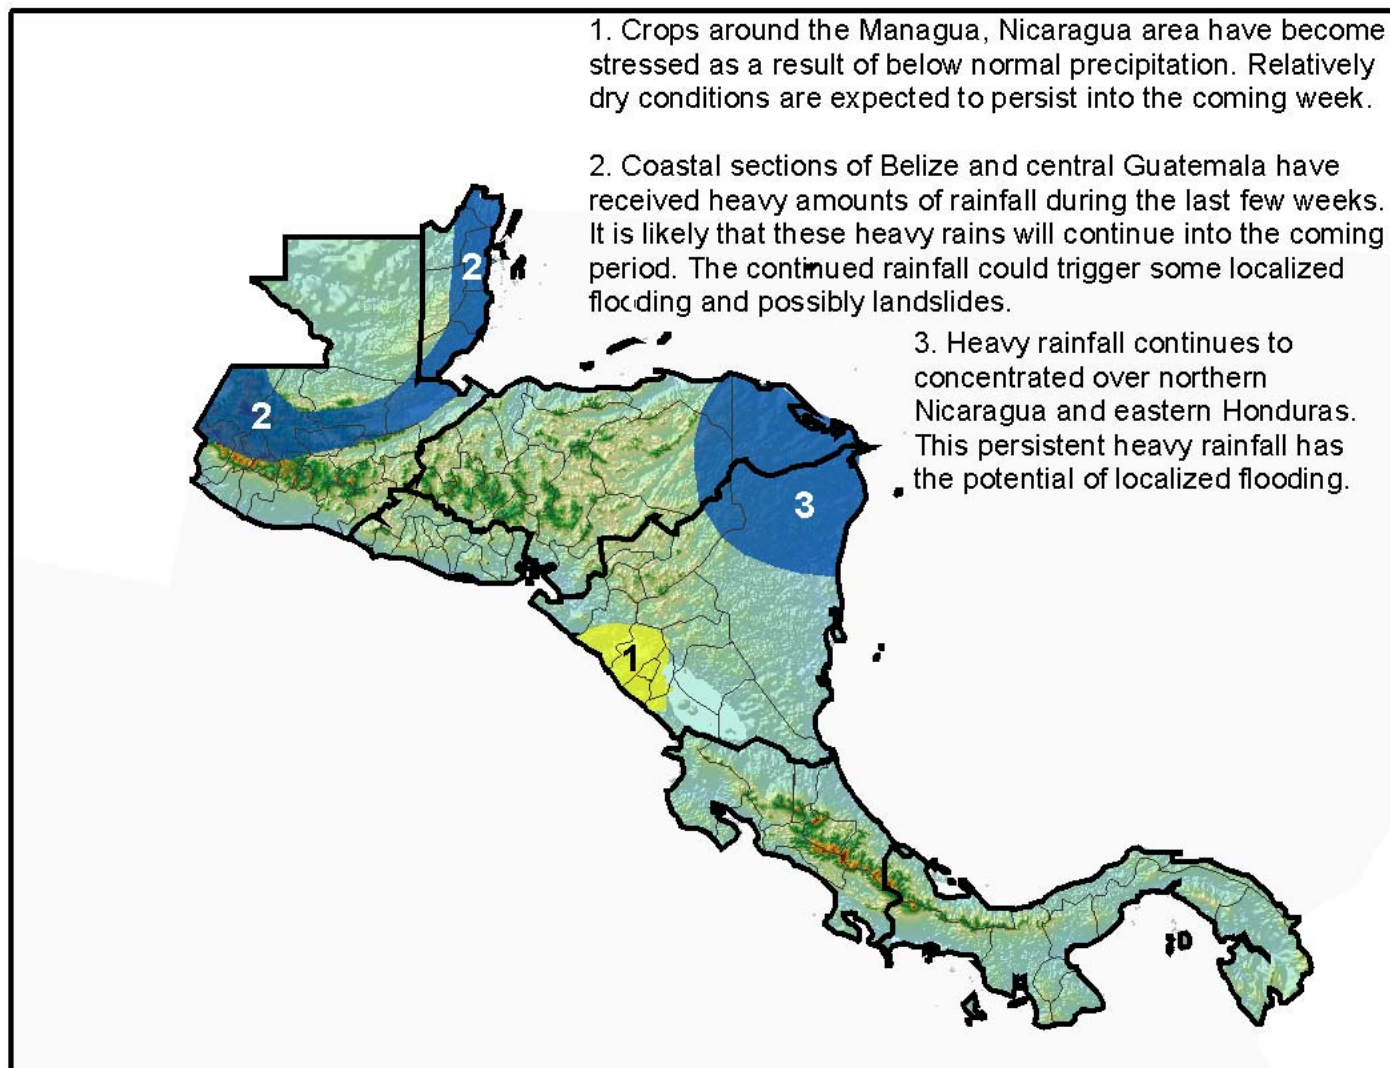 1. Crops around the Managua, Nicaragua area have become
stressed as a result of below normal precipitation. Relatively
dry conditions are expected to persist into the coming week.
2. Coastal sections of Belize and central Guatemala have
received heavy amounts of rainfall during the last few weeks.
It is likely that these heavy rains will continue into the coming
period. The continued rainfall could trigger some localized
flooding and possibly landslides.
3. Heavy rainfall continues to
concentrated over northern
Nicaragua and eastern Honduras.
This persistent heavy rainfall has
the potential of localized flooding.
2
2
3
1